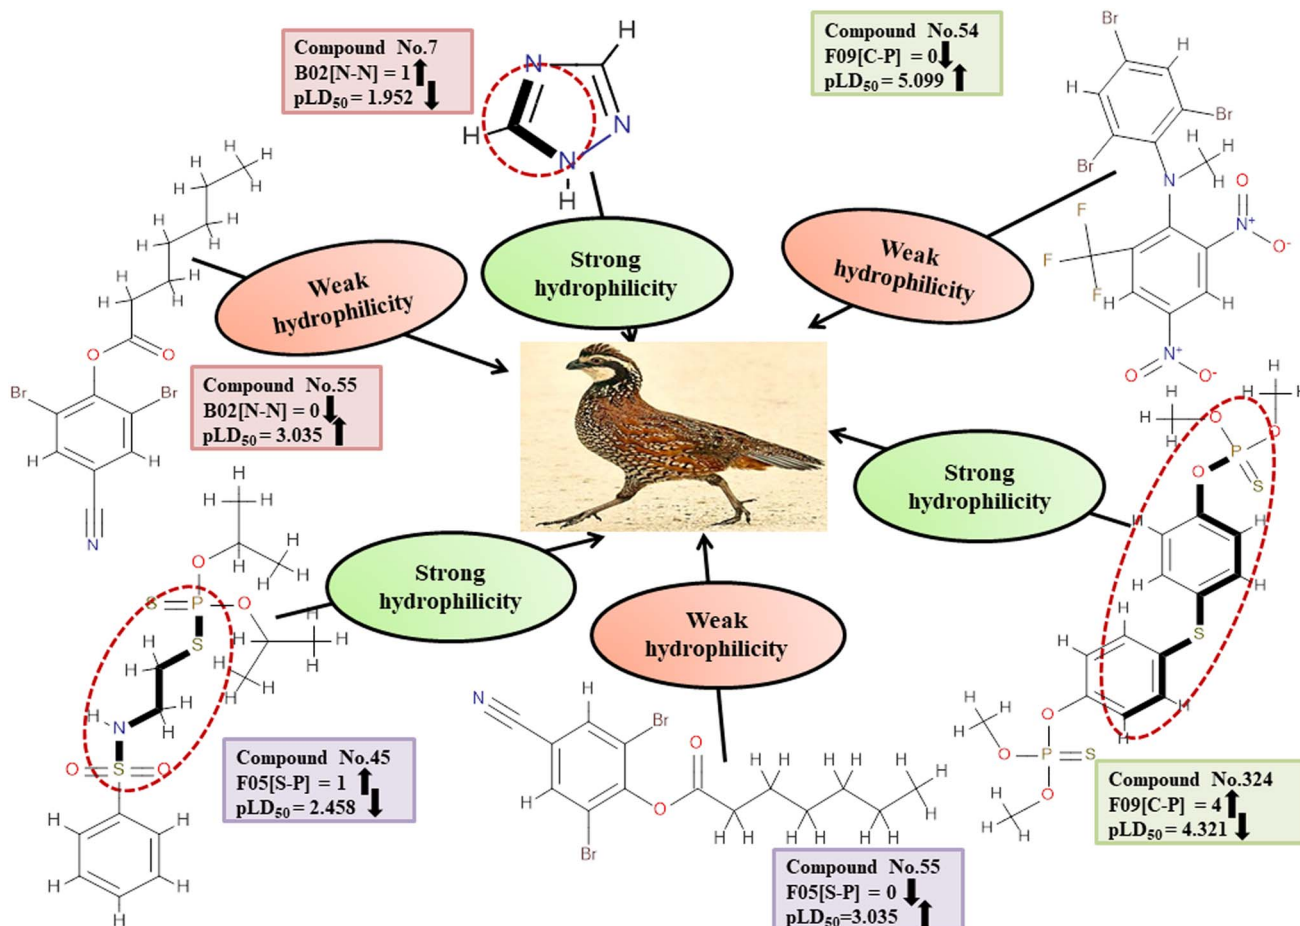 Compound No.7
B02[N-N] = 1
pLD50 = 1.952
Compound No.54
F09[C-P] = 0
pLD50 = 5.099
Strong
hydrophilicity
Weak
hydrophilicity
Weak
hydrophilicity
Compound No.55
B02[N-N] = 0
pLD50 = 3.035
Strong
hydrophilicity
Strong
hydrophilicity
Weak
hydrophilicity
Compound No.45
F05[S-P] = 1
pLD50 = 2.458
Compound No.324
F09[C-P] = 4
pLD50 = 4.321
Compound No.55
F05[S-P] = 0
pLD50=3.035